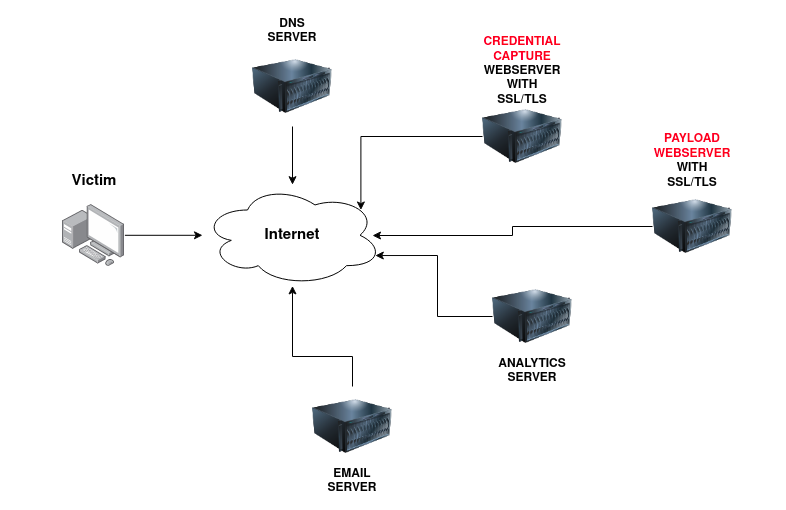 DNS
SERVER
CREDENTIAL
CAPTURE
WEBSERVER
WITH
SSL/TLS
PAYLOAD
WEBSERVER
WITH
SSL/TLS
Victim
Internet
ANALYTICS
SERVER
EMAIL
SERVER